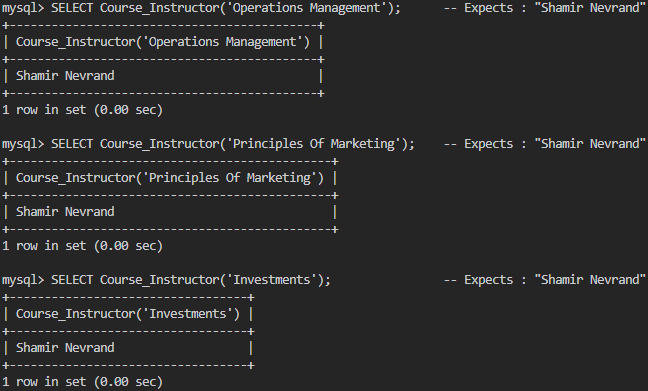 mysql> SELECT Course_Instructor('Operations Management');      -- Expects : "Shamir Nevrand"
+--------------------------------------------+
| Course_Instructor('Operations Management') |
+--------------------------------------------+
| Shamir Nevrand                             |
+--------------------------------------------+
1 row in set (0.00 sec)

mysql> SELECT Course_Instructor('Principles Of Marketing');    -- Expects : "Shamir Nevrand"
+----------------------------------------------+
| Course_Instructor('Principles Of Marketing') |
+----------------------------------------------+
| Shamir Nevrand                               |
+----------------------------------------------+
1 row in set (0.00 sec)

mysql> SELECT Course_Instructor('Investments');                -- Expects : "Shamir Nevrand"
+----------------------------------+
| Course_Instructor('Investments') |
+----------------------------------+
| Shamir Nevrand                   |
+----------------------------------+
1 row in set (0.00 sec)